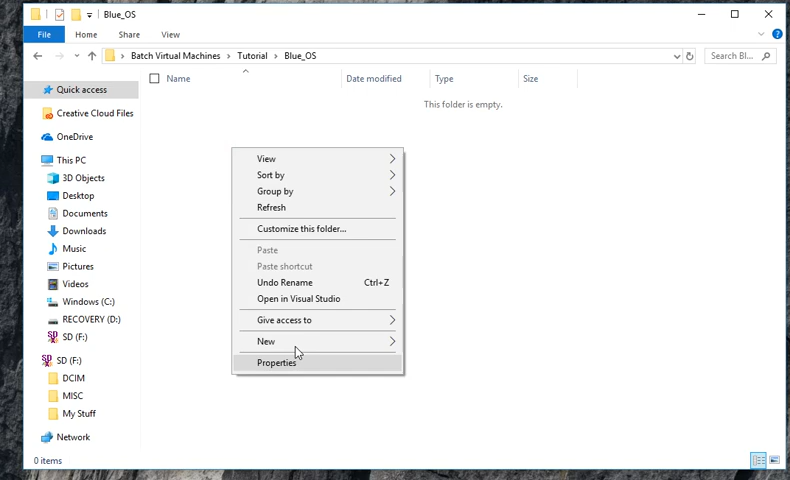 Blue_OS
File Home Share View
Batch Virtual Machines Tutorial Blue_OS Search Bl...
Quick access
Creative Cloud Files
OneDrive
This PC
3D Objects
Desktop
Documents
Downloads
Music
Pictures
Videos
Windows (C:)
RECOVERY (D:)
SD (F:)
SD (F:)
DCIM
MISC
My Stuff
Network
Name Date modified Type Size
This folder is empty.
View
Sort by
Group by
Refresh
Customize this folder...
Paste
Paste shortcut
Undo Rename Ctrl+Z
Open in Visual Studio
Give access to
New
Properties
0 items